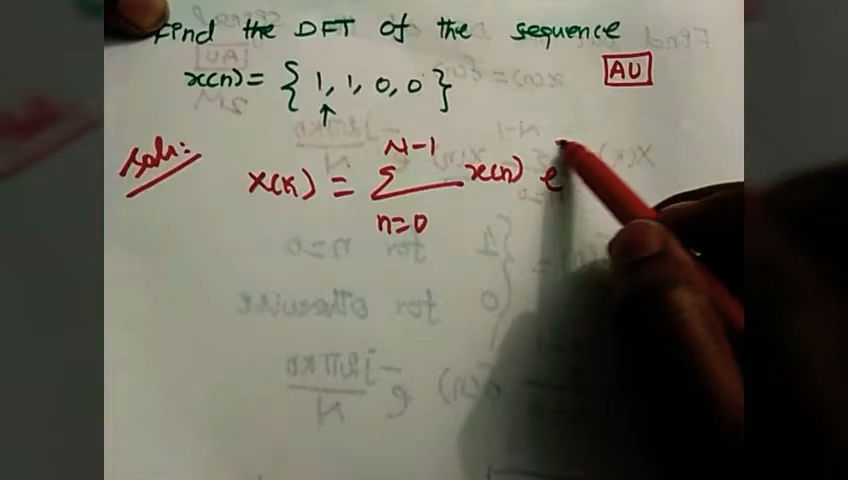 Find the DFT of the sequence
x(n) = { 1, 1, 0, 0 }
↑
AU
Soln:
X(K) = Σ x(n) e
N-1
n=0